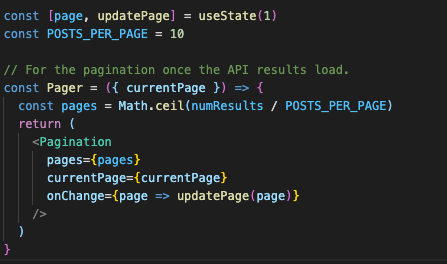 const [page, updatePage] = useState(1)
const POSTS_PER_PAGE = 10

// For the pagination once the API results load.
const Pager = ({ currentPage }) => {
  const pages = Math.ceil(numResults / POSTS_PER_PAGE)
  return (
    <Pagination
      pages={pages}
      currentPage={currentPage}
      onChange={page => updatePage(page)}
    />
  )
}